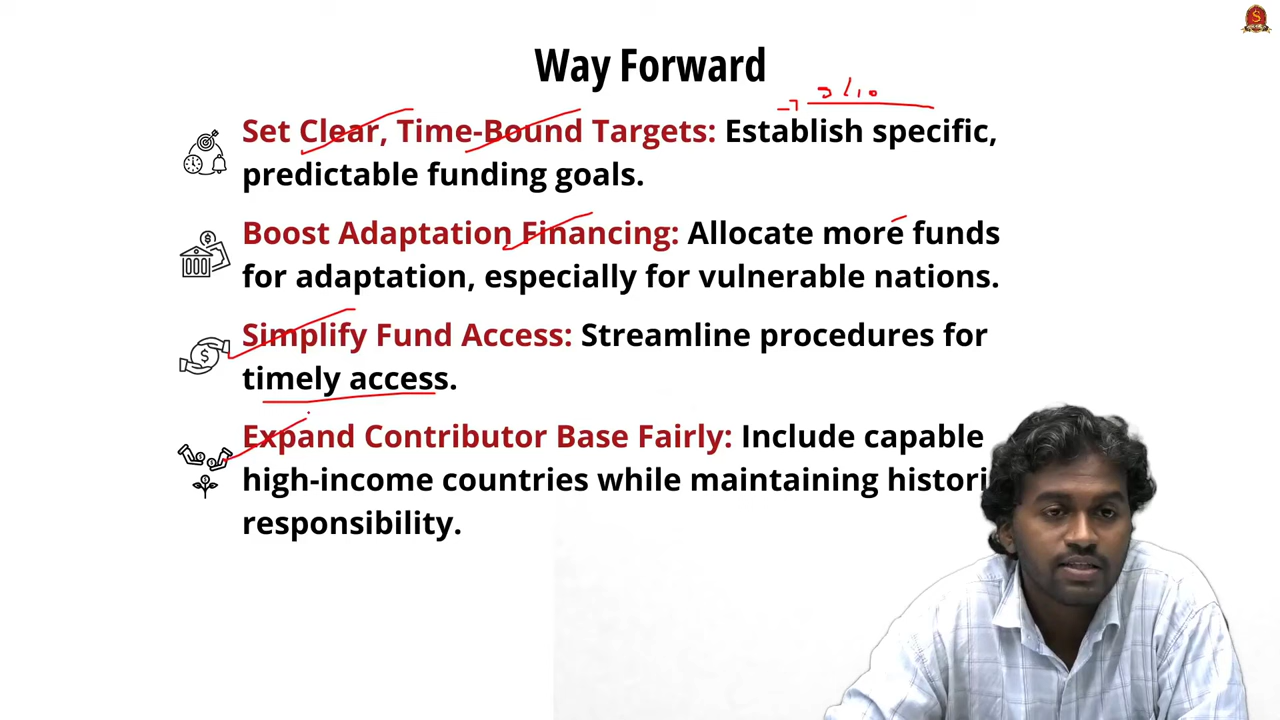 Way Forward
Set Clear, Time-Bound Targets: Establish specific,
predictable funding goals.
Boost Adaptation Financing: Allocate more funds
for adaptation, especially for vulnerable nations.
Simplify Fund Access: Streamline procedures for
timely access.
Expand Contributor Base Fairly: Include capable
high-income countries while maintaining
responsibility.